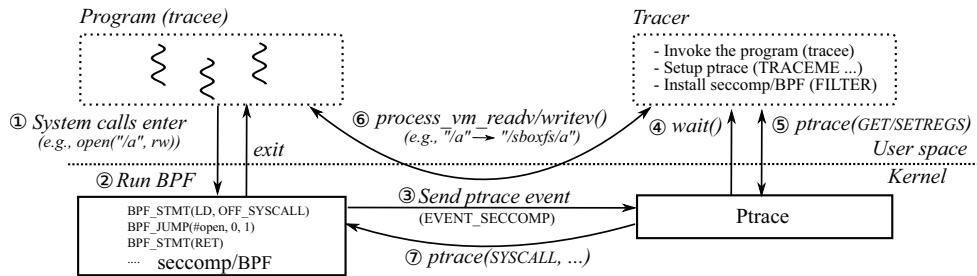 Program (tracee)
Tracer
- Invoke the program (tracee)
- Setup ptrace (TRACEME ...)
- Install seccomp/BPF (FILTER)
① System calls enter
(e.g., open("/a", rw))
exit
⑥ process_vm_readv/writev()
(e.g., "/a" → "/sboxfs/a")
④ wait()
⑤ ptrace(GET/SETREGS)
User space
Kernel
② Run BPF
BPF_STMT(LD, OFF_SYSCALL)
BPF_JUMP(#open, 0, 1)
BPF_STMT(RET)
.... seccomp/BPF
③ Send ptrace event
(EVENT_SECCOMP)
Ptrace
⑦ ptrace(SYSCALL, ...)